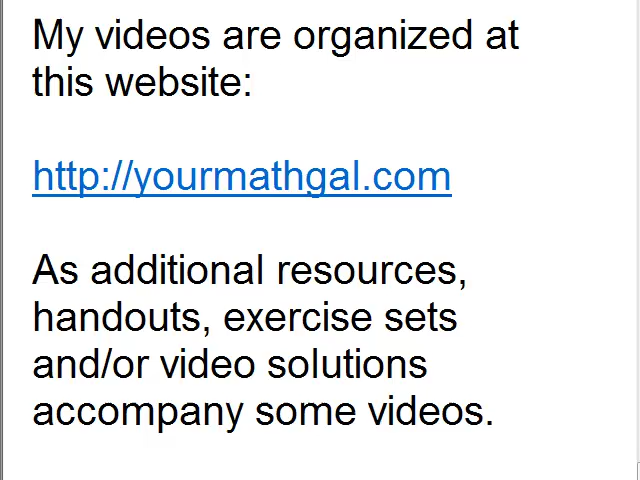 My videos are organized at
this website:
http://yourmathgal.com
As additional resources,
handouts, exercise sets
and/or video solutions
accompany some videos.